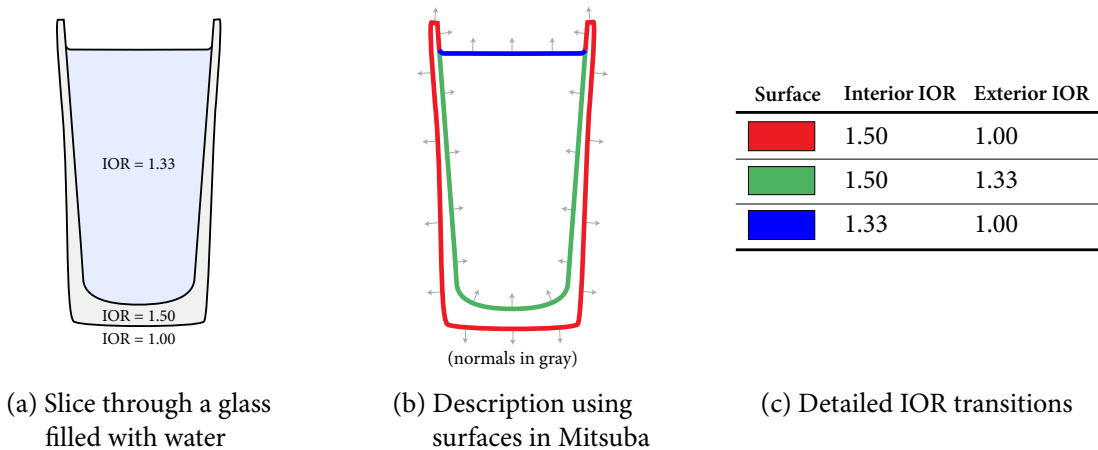 IOR = 1.33
IOR = 1.50
IOR = 1.00
(a) Slice through a glass
filled with water
(normals in gray)
(b) Description using
surfaces in Mitsuba
Surface Interior IOR Exterior IOR
1.50 1.00
1.50 1.33
1.33 1.00
(c) Detailed IOR transitions